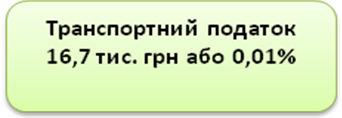 Транспортний податок
16,7 тис. грн або 0,01%